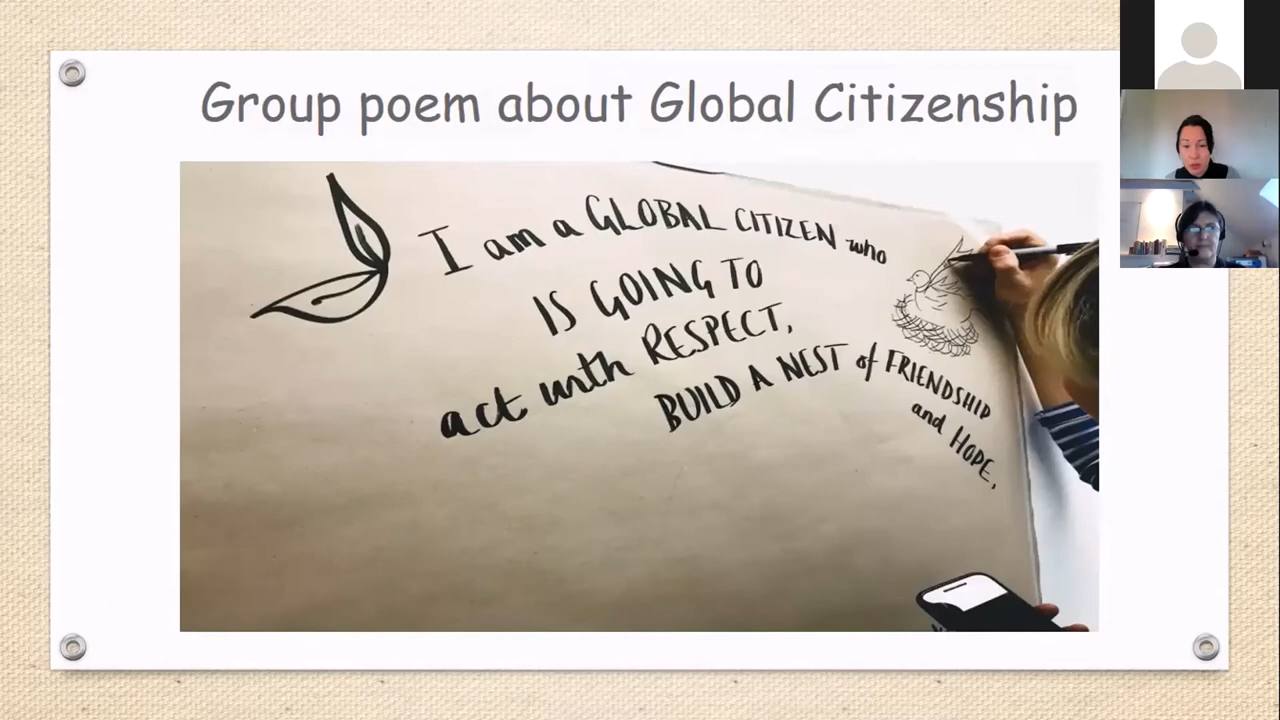 Group poem about Global Citizenship
I am a GLOBAL CITIZEN who
IS GOING TO
act with RESPECT,
BUILD A NEST of FRIENDSHIP
and HOPE,